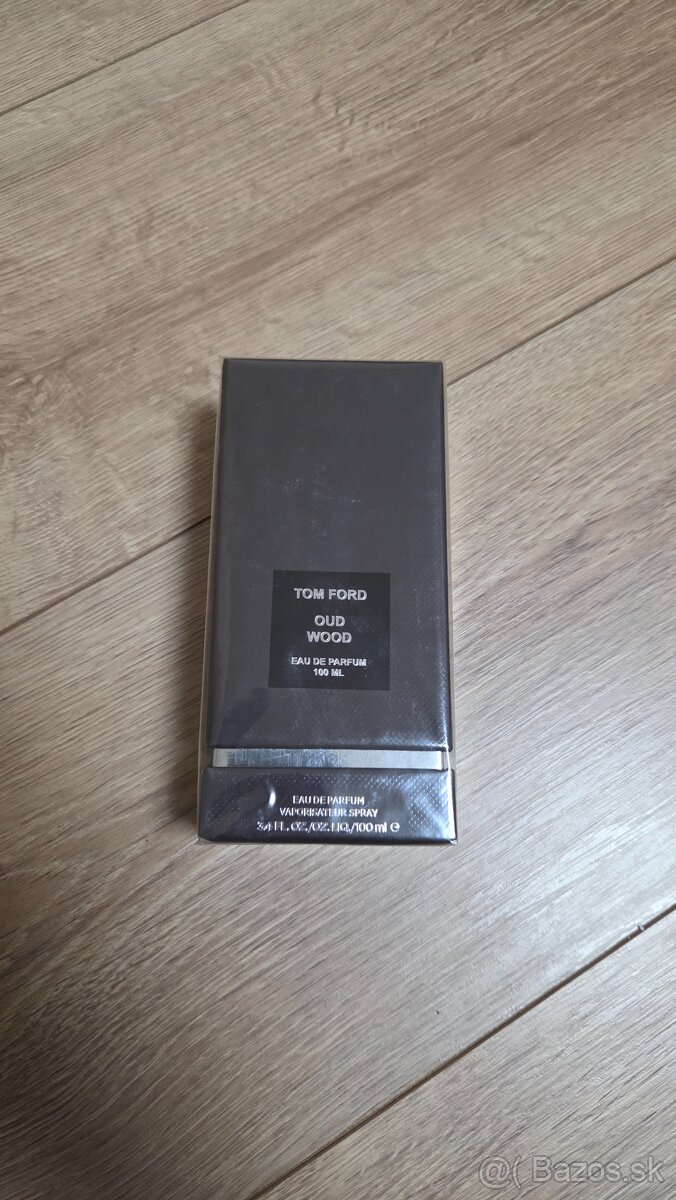 TOM FORD
OUD
WOOD
EAU DE PARFUM
100 ML
EAU DE PARFUM
VAPORISATEUR SPRAY
3.4 FL. OZ./OZ. LIQ./100 ml e
@( Bazos.sk